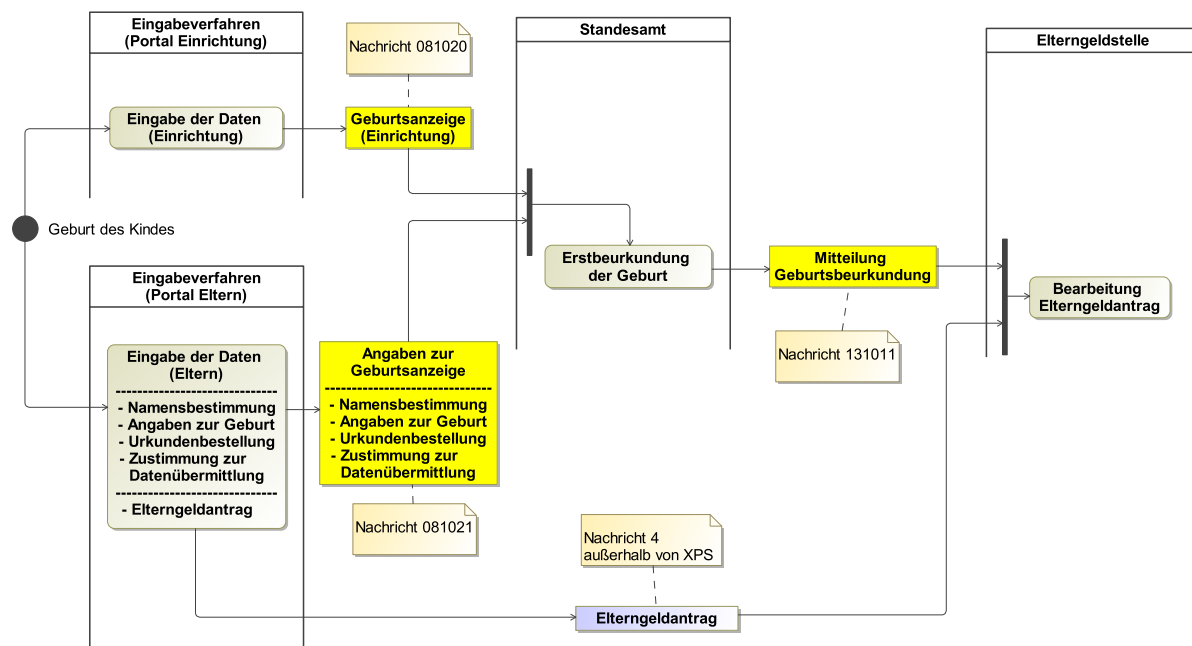 Eingabeverfahren
(Portal Einrichtung)
Nachricht 081020
Standesamt
Elterngeldstelle
Eingabe der Daten
(Einrichtung)
Geburtsanzeige
(Einrichtung)
Geburt des Kindes
Eingabeverfahren
(Portal Eltern)
Erstbeurkundung
der Geburt
Mitteilung
Geburtsbeurkundung
Bearbeitung
Elterngeldantrag
Nachricht 131011
Eingabe der Daten
(Eltern)
- Namensbestimmung
- Angaben zur Geburt
- Urkundenbestellung
- Zustimmung zur
Datenübermittlung
- Elterngeldantrag
Angaben zur
Geburtsanzeige
- Namensbestimmung
- Angaben zur Geburt
- Urkundenbestellung
- Zustimmung zur
Datenübermittlung
Nachricht 081021
Nachricht 4
außerhalb von XPS
Elterngeldantrag